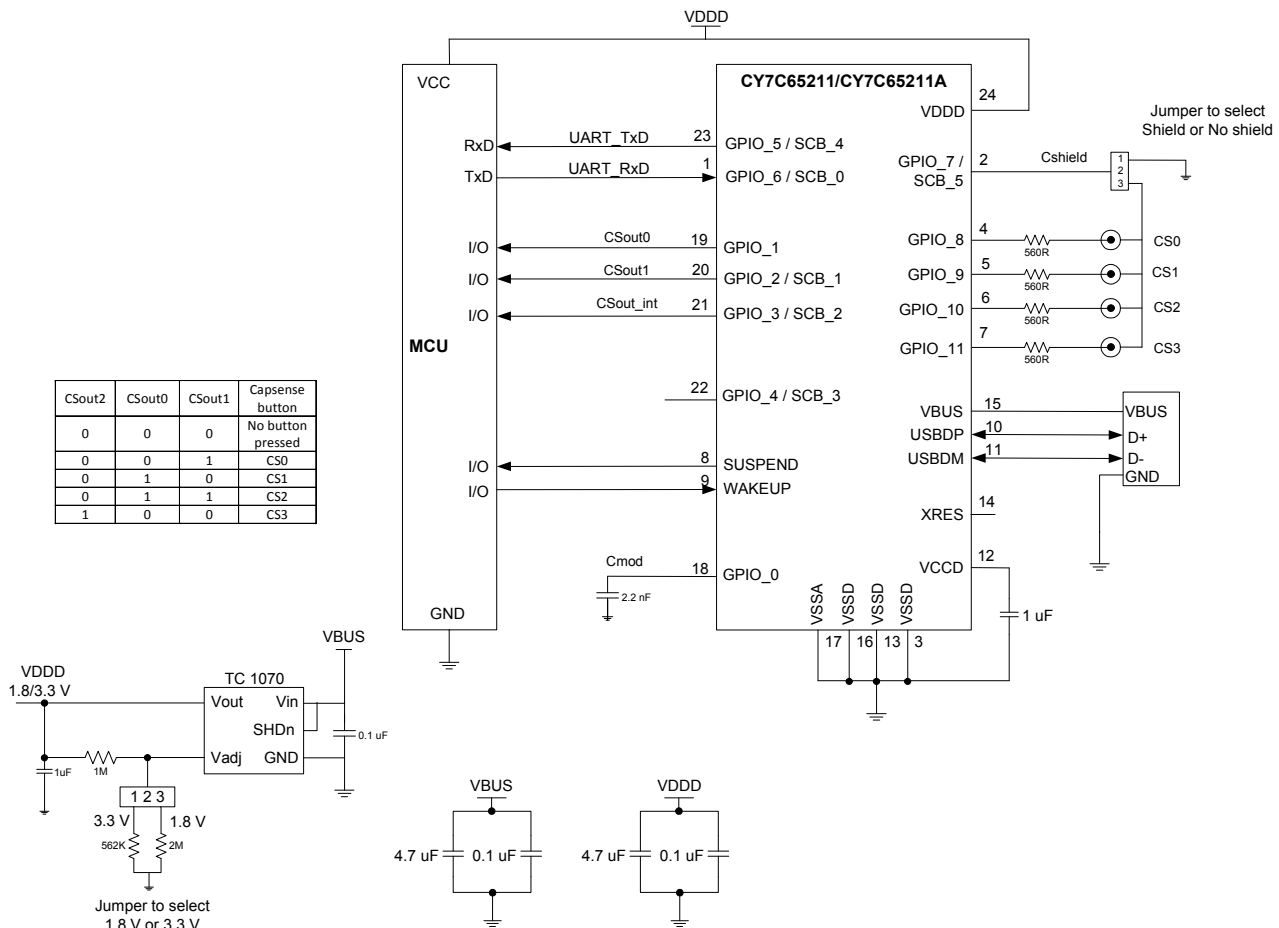 VDDD
VCC
CY7C65211/CY7C65211A
24
VDDD
Jumper to select
Shield or No shield
RxD
UART_TxD
23
GPIO_5 / SCB_4
TxD
UART_RxD
1
GPIO_6 / SCB_0
GPIO_7 /
SCB_5
2
Cshield
1
2
3
I/O
CSout0
19
GPIO_1
I/O
CSout1
20
GPIO_2 / SCB_1
I/O
CSout_int
21
GPIO_3 / SCB_2
GPIO_8
4
560R
CS0
GPIO_9
5
560R
CS1
GPIO_10
6
560R
CS2
GPIO_11
7
560R
CS3
MCU
22
GPIO_4 / SCB_3
I/O
8
SUSPEND
I/O
9
WAKEUP
VBUS
15
VBUS
USBDP
10
D+
USBDM
11
D-
GND
XRES
14
VCCD
12
1 uF
Cmod
18
GPIO_0
2.2 nF
VSSA
VSSD
VSSD
VSSD
17
16
13
3
GND
CSout2 CSout0 CSout1 Capsense
button
0 0 0 No button
pressed
0 0 1 CS0
0 1 0 CS1
0 1 1 CS2
1 0 0 CS3
VBUS
VDDD
1.8/3.3 V
TC 1070
Vout Vin
SHDn
Vadj GND
0.1 uF
1uF
1M
1 2 3
3.3 V 1.8 V
562K 2M
Jumper to select
1.8 V or 3.3 V
VBUS
4.7 uF 0.1 uF
VDDD
4.7 uF 0.1 uF